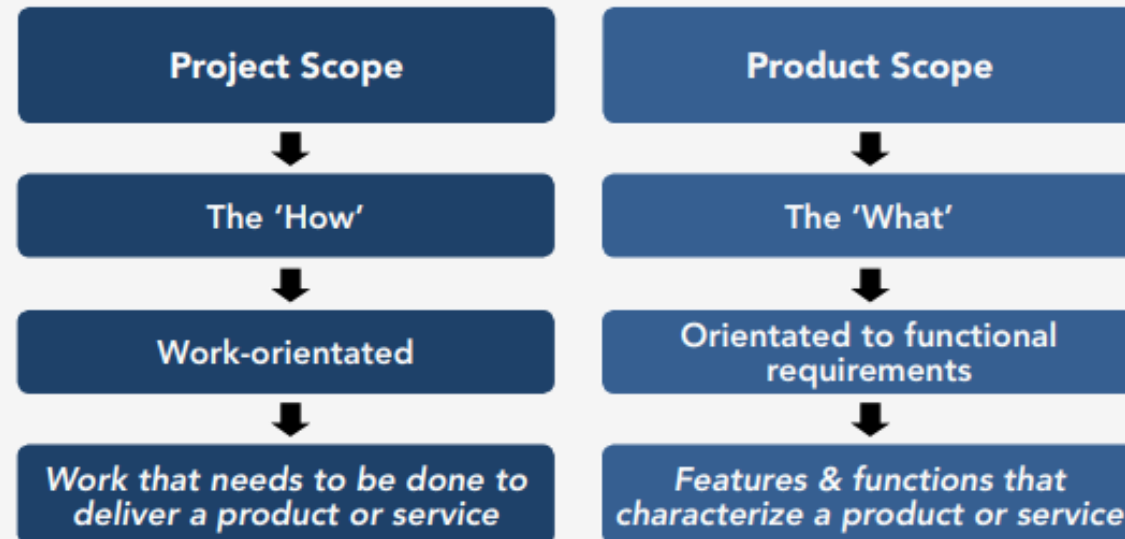 Project Scope
The ‘How’
Work-orientated
Work that needs to be done to
deliver a product or service
Product Scope
The ‘What’
Orientated to functional
requirements
Features & functions that
characterize a product or service